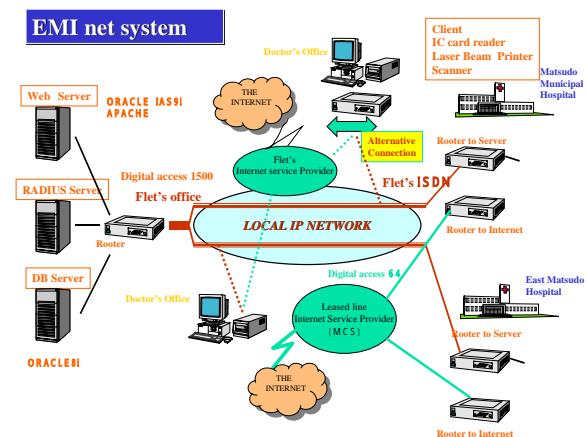 EMI net system
Doctor's Office
Client
IC card reader
Laser Beam Printer
Scanner
Matsudo
Municipal
Hospital
THE
INTERNET
Web Server
ORACLE IAS9i
APACHE
Alternative
Connection
Rooter to Server
Flet's
Internet service Provider
Digital access 1500
Flet's office
Flet's ISDN
RADIUS Server
Rooter
LOCAL IP NETWORK
Rooter to Internet
DB Server
Digital access 64
Doctor's Office
Leased line
Internet Service Provider
(MCS)
East Matsudo
Hospital
Rooter to Server
ORACLE8i
THE
INTERNET
Rooter to Internet